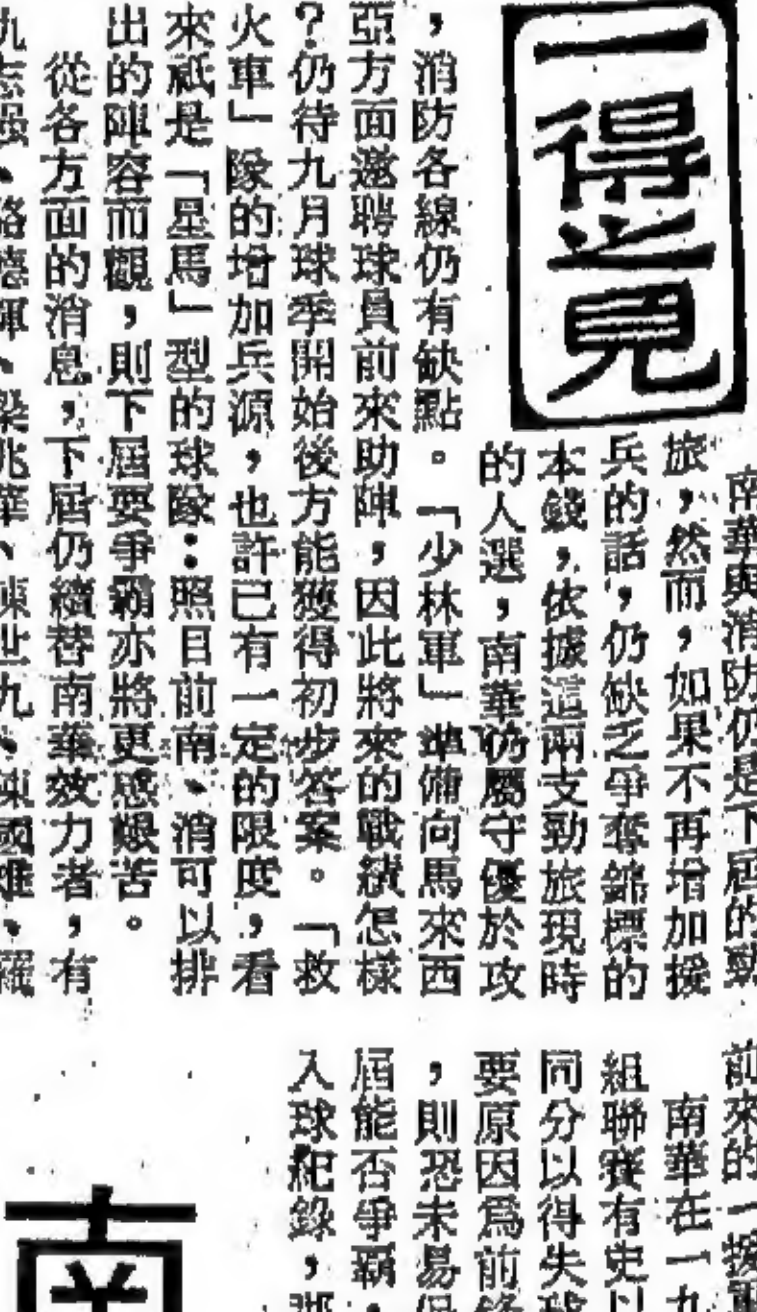 一得之見
南華與消防仍是下屆的勁
旅，然而，如果不再增加援
兵的話，仍缺乏爭奪錦標的
本錢，依據這兩支勁旅現時
的人選，南華仍屬守優於攻
，消防各線仍有缺點。「少林軍」準備向馬來西
亞方面邀聘球員前來助陣，因此將來的戰績怎樣
？仍待九月球季開始後方能獲得初步答案。「救
火車」隊的增加兵源，也許已有一定的限度，看
來祇是「星馬」型的球隊：照目前南、消可以排
出的陣容而觀，則下屆要爭霸亦將更感艱苦。
從各方面的消息，下屆仍續替南華效力者，有
、駱德輝、梁兆華、陳世九、陳國雄、羅
前來的一援
南華在一九
組聯賽有史以
同分以得失球
要原因爲前鋒
，則恐未易
屆能否爭霸，
入球紀錄，
南